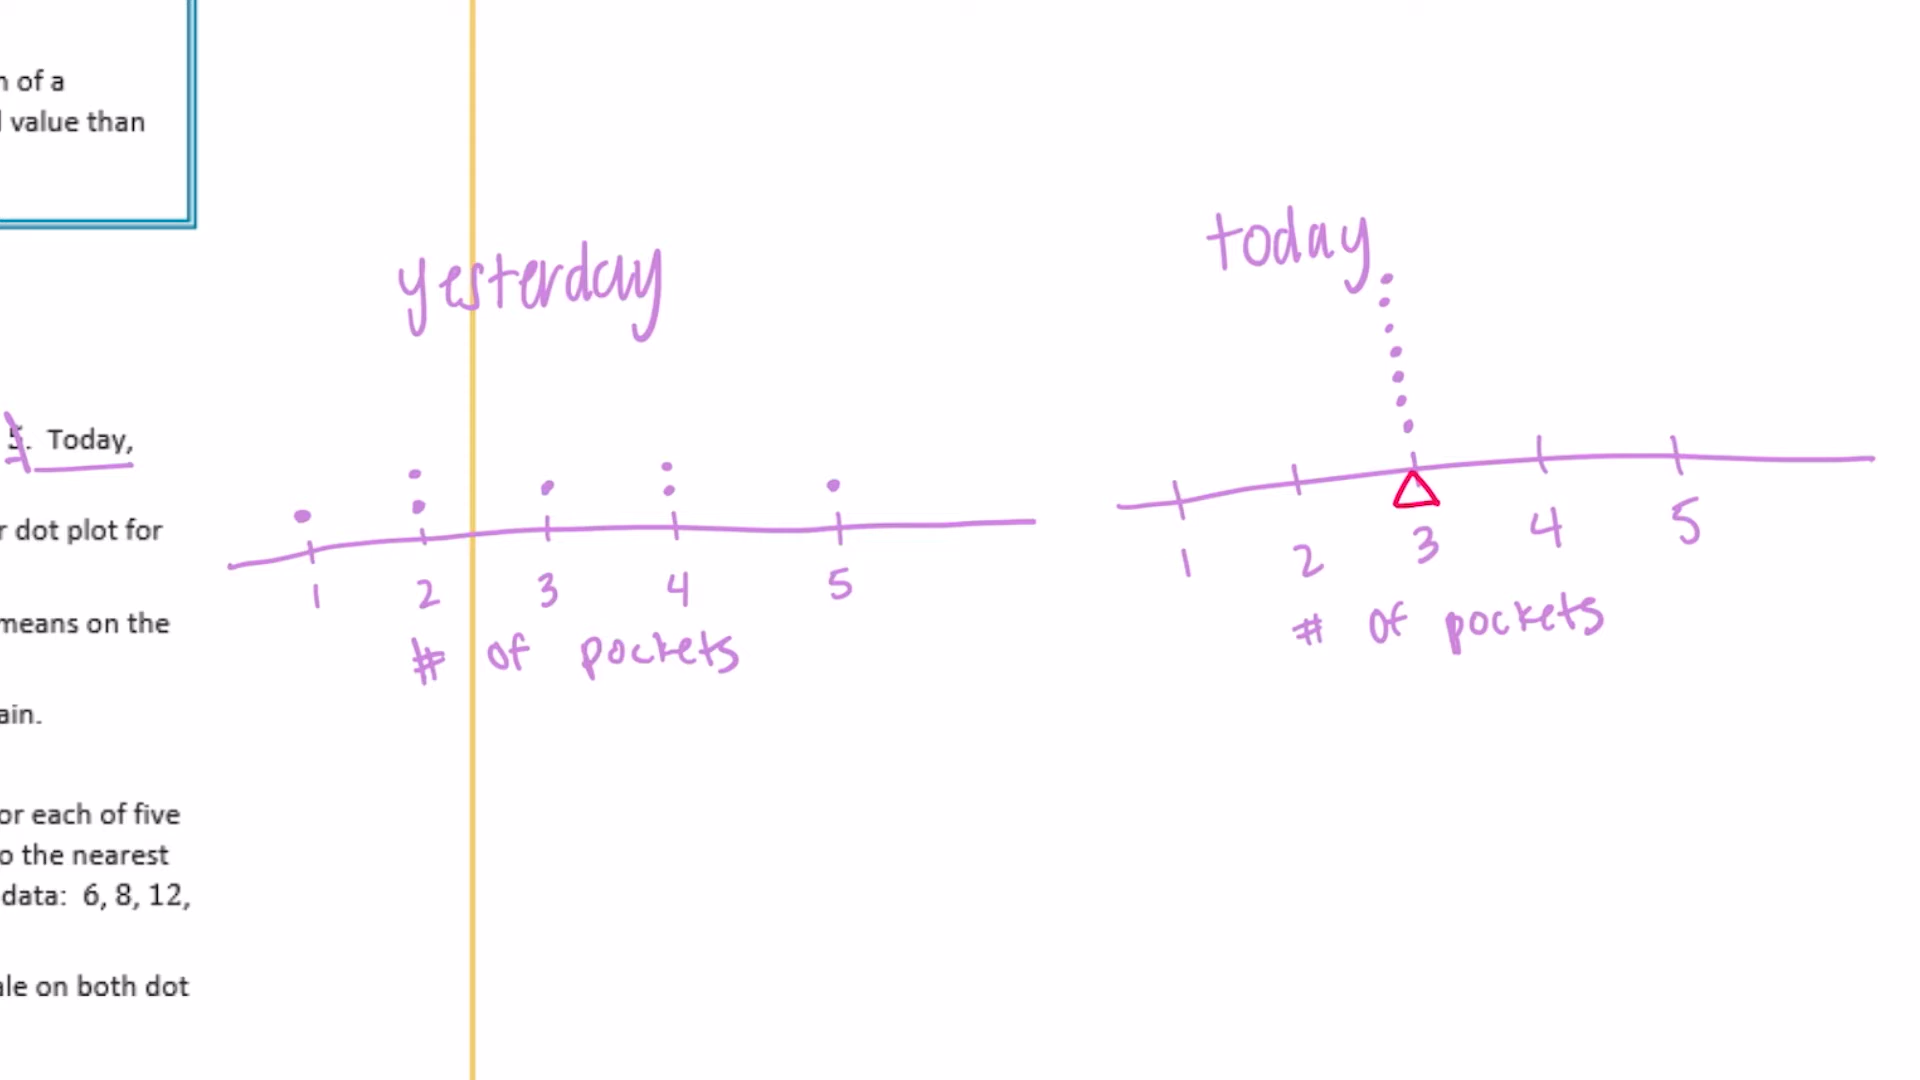 of a
value than
yesterday
today
5. Today,
dot plot for
1 2 3 4 5
# of pockets
1 2 3 4 5
# of pockets
means on the
ain.
or each of five
o the nearest
data: 6, 8, 12,
ale on both dot